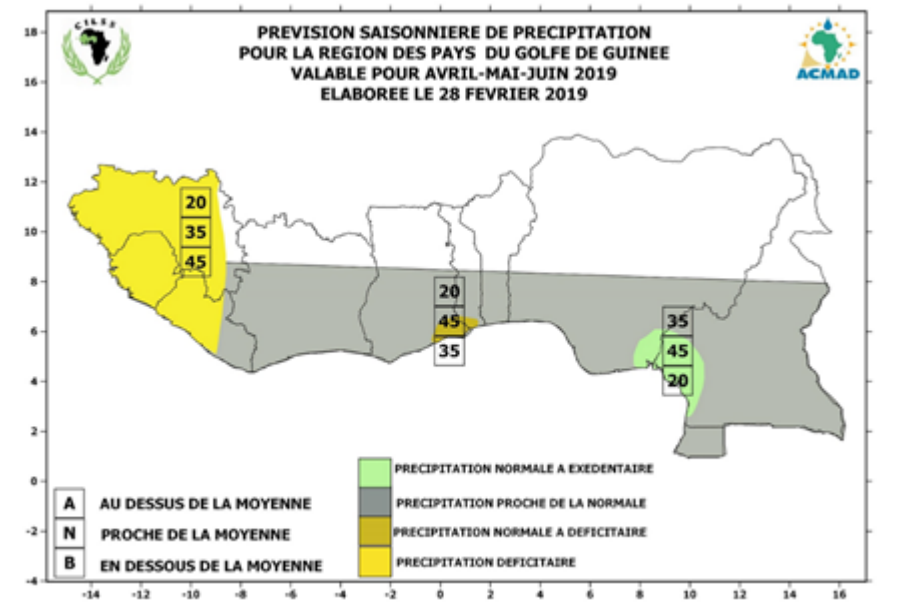 CILSS
PREVISION SAISONNIERE DE PRECIPITATION
POUR LA REGION DES PAYS DU GOLFE DE GUINEE
VALABLE POUR AVRIL-MAI-JUIN 2019
ELABOREE LE 28 FEVRIER 2019
ACMAD
18
16
14
12
10
8
6
4
2
0
-2
-4
20
35
45
20
45
35
35
45
20
PRECIPITATION NORMALE A EXEDENTAIRE
PRECIPITATION PROCHE DE LA NORMALE
PRECIPITATION NORMALE A DEFICITAIRE
PRECIPITATION DEFICITAIRE
A AU DESSUS DE LA MOYENNE
N PROCHE DE LA MOYENNE
B EN DESSOUS DE LA MOYENNE
-14 -12 -10 -8 -6 -4 -2 0 2 4 6 8 10 12 14 16